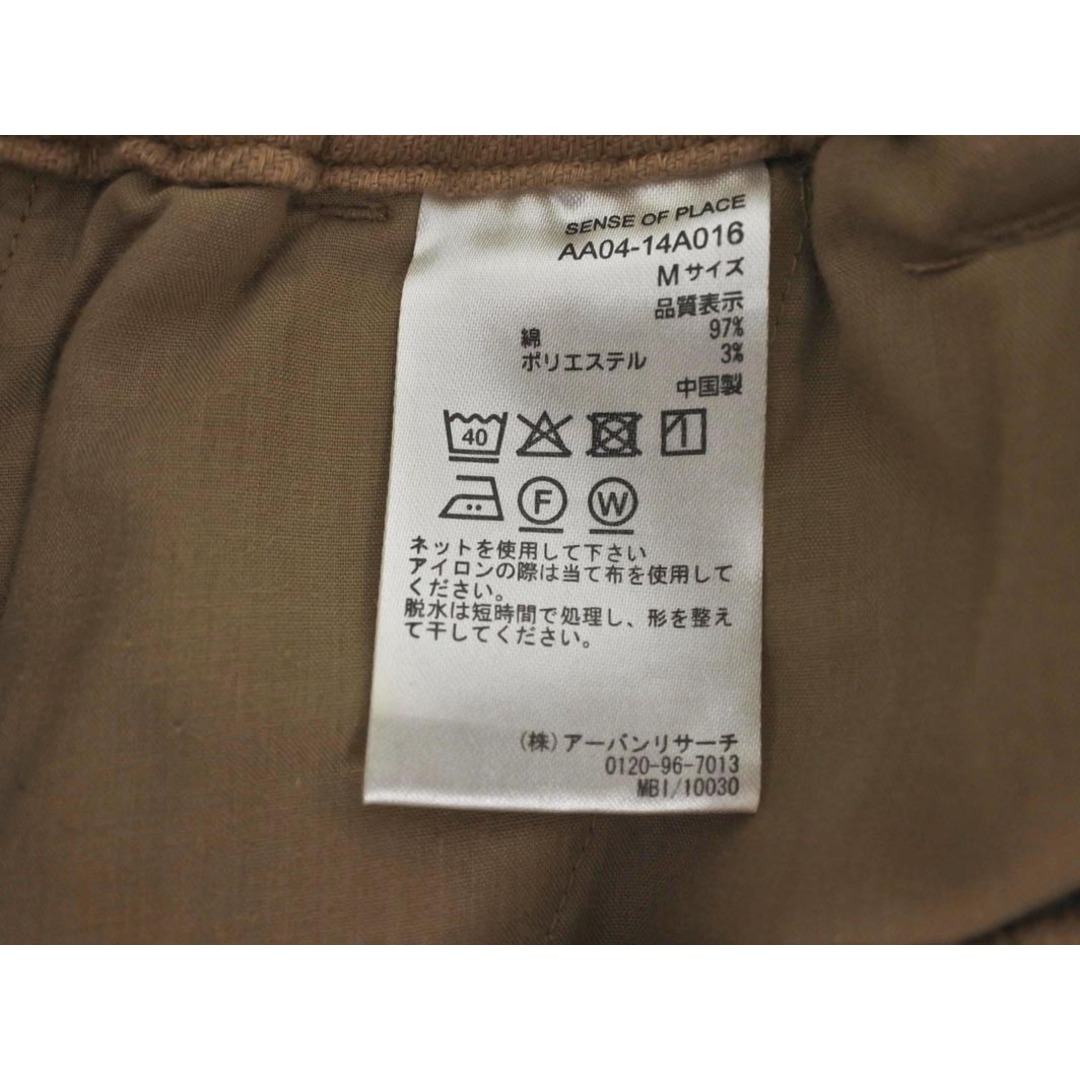 SENSE OF PLACE
AA04-14A016
Mサイズ
品質表示
綿 97%
ポリエステル 3%
中国製
40
F W
ネットを使用して下さい
アイロンの際は当て布を使用して
ください。
脱水は短時間で処理し、形を整え
て干してください。
(株)アーバンリサーチ
0120-96-7013
MBI/10030